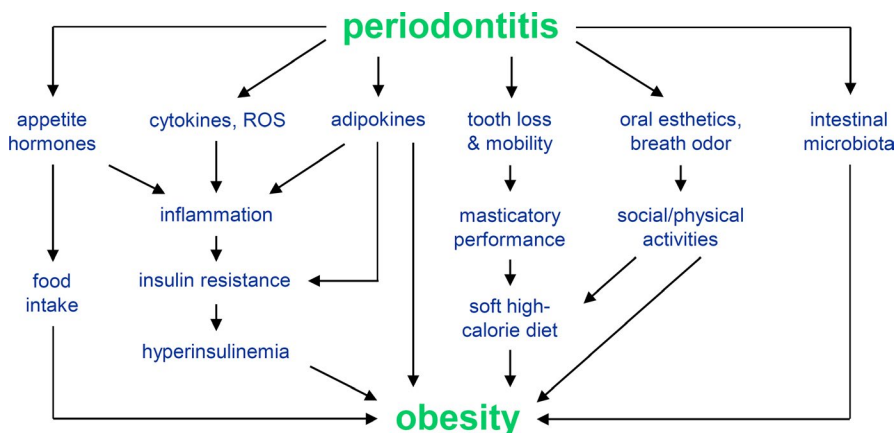 periodontitis
appetite
hormones
cytokines, ROS
adipokines
tooth loss
& mobility
oral esthetics,
breath odor
intestinal
microbiota
inflammation
masticatory
performance
social/physical
activities
food
intake
insulin resistance
soft high-
calorie diet
hyperinsulinemia
obesity